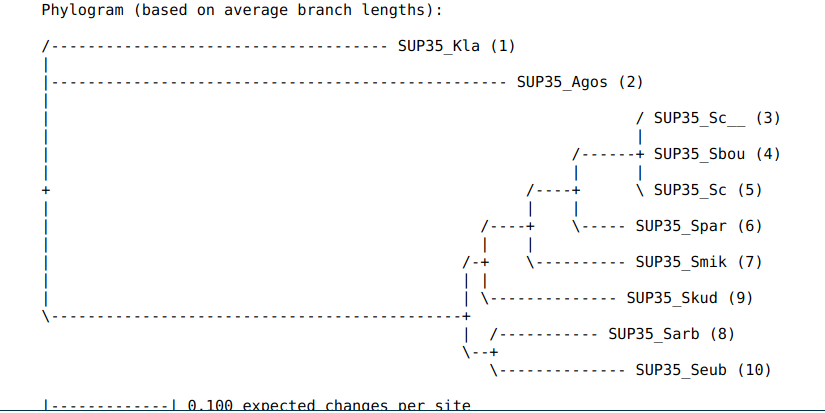 Phylogram (based on average branch lengths):
/------------------------------------- SUP35_Kla (1)
|
|-------------------------------------------------- SUP35_Agos (2)
|
|                                                                / SUP35_Sc__ (3)
|                                                                |
|                                                         /------+ SUP35_Sbou (4)
|                                                         |      |
+                                                    /----+      \ SUP35_Sc (5)
|                                                    |    |
|                                               /----+    \----- SUP35_Spar (6)
|                                               |    |
|                                             /-+    \---------- SUP35_Smik (7)
|                                             | |
|                                             | \-------------- SUP35_Skud (9)
\---------------------------------------------+
                                              |  /----------- SUP35_Sarb (8)
                                              \--+
                                                 \-------------- SUP35_Seub (10)
|-------------| 0.100 expected changes per site